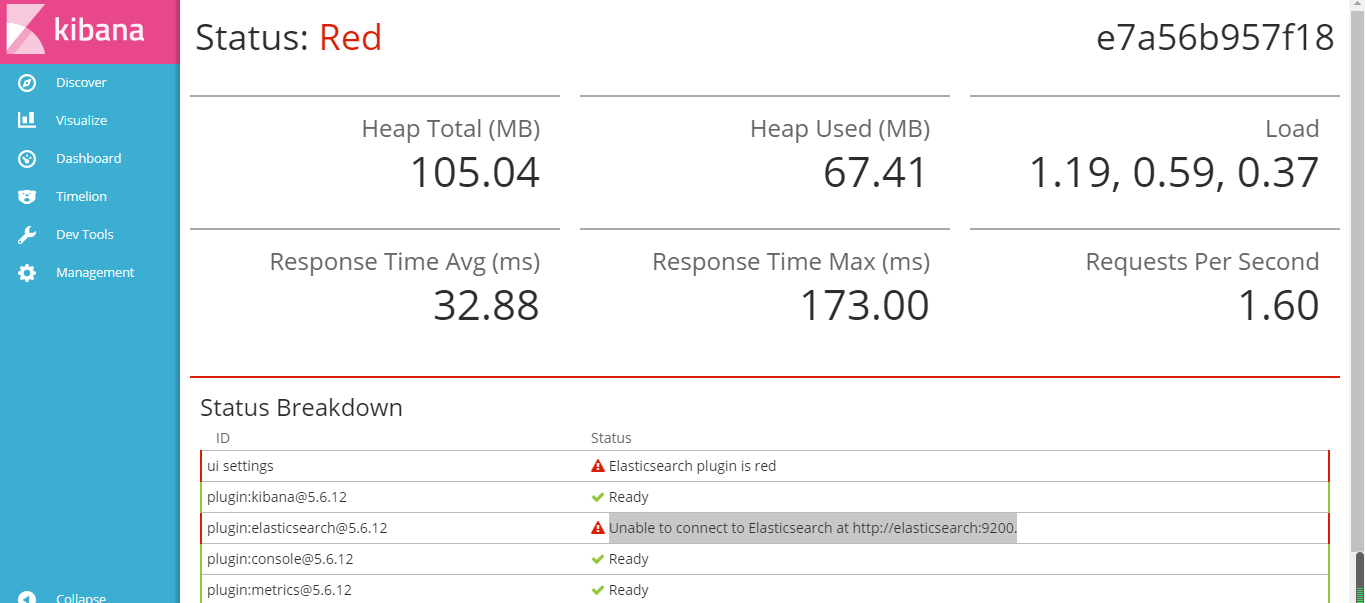 kibana
Discover
Visualize
Dashboard
Timelion
Dev Tools
Management
Collapse
Status: Red
e7a56b957f18
Heap Total (MB)
105.04
Heap Used (MB)
67.41
Load
1.19, 0.59, 0.37
Response Time Avg (ms)
32.88
Response Time Max (ms)
173.00
Requests Per Second
1.60
Status Breakdown
ID Status
ui settings Elasticsearch plugin is red
plugin:kibana@5.6.12 Ready
plugin:elasticsearch@5.6.12 Unable to connect to Elasticsearch at http://elasticsearch:9200.
plugin:console@5.6.12 Ready
plugin:metrics@5.6.12 Ready